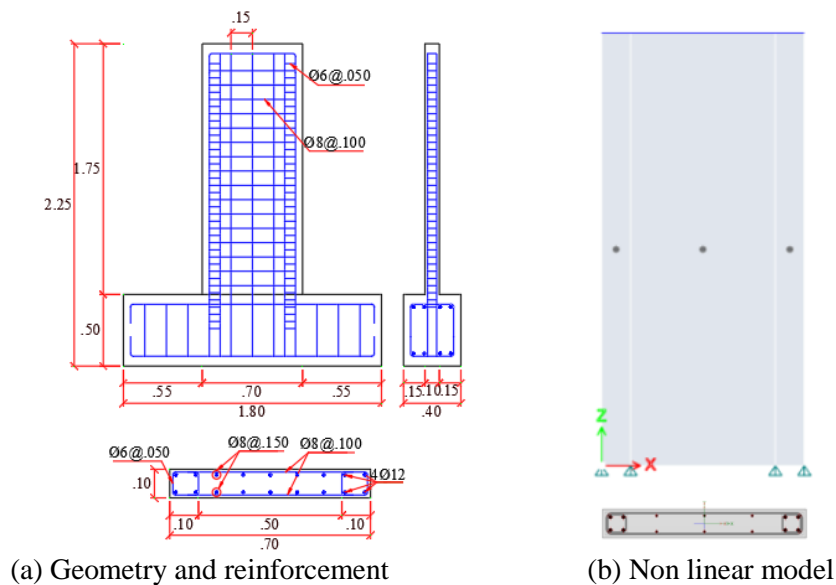 .15
Ø6@.050
Ø8@.100
1.75
2.25
.50
.55
.70
.55
1.80
.15
.10
.15
.40
Ø6@.050
Ø8@.150
Ø8@.100
4Ø12
.10
.10
.50
.10
.70
Z
X
(a) Geometry and reinforcement
(b) Non linear model